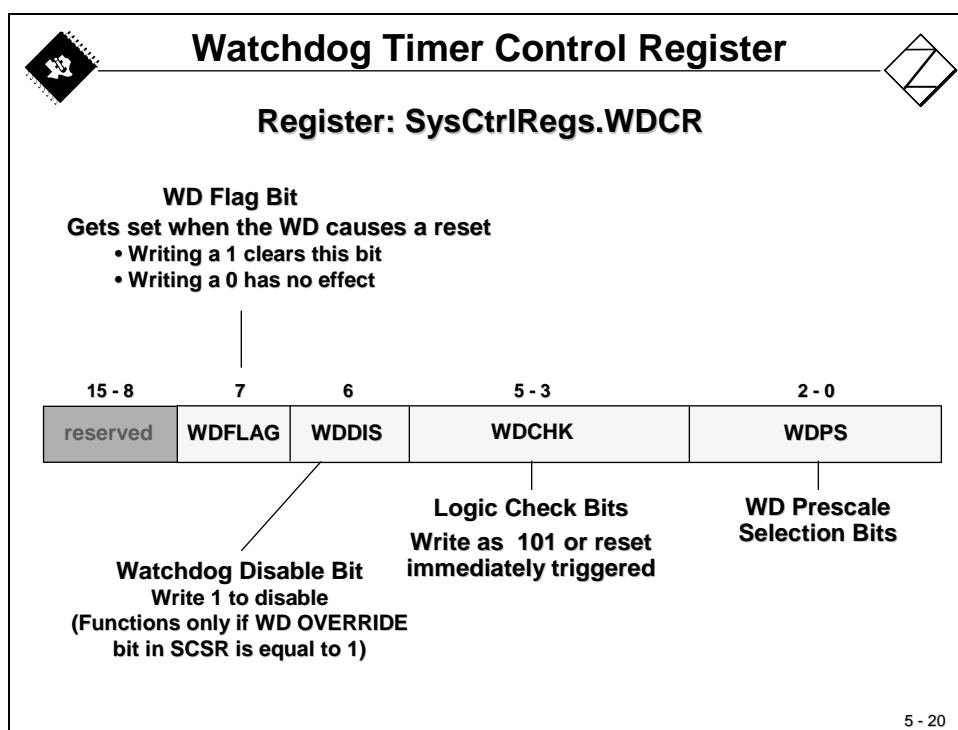 Watchdog Timer Control Register
Register: SysCtrlRegs.WDCR
WD Flag Bit
Gets set when the WD causes a reset
• Writing a 1 clears this bit
• Writing a 0 has no effect
15 - 8 7 6 5 - 3 2 - 0
reserved WDFLAG WDDIS WDCHK WDPS
Logic Check Bits
Write as 101 or reset
immediately triggered
WD Prescale
Selection Bits
Watchdog Disable Bit
Write 1 to disable
(Functions only if WD OVERRIDE
bit in SCSR is equal to 1)
5 - 20